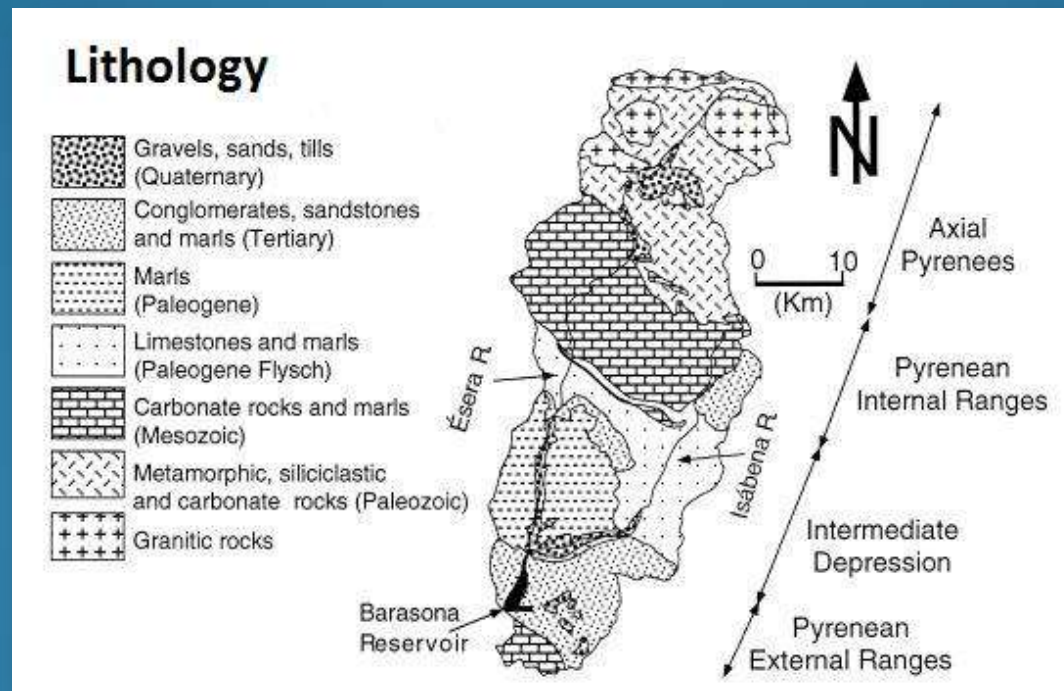 Lithology
Gravels, sands, tills
(Quaternary)
Conglomerates, sandstones
and marls (Tertiary)
Marls
(Paleogene)
Limestones and marls
(Paleogene Flysch)
Carbonate rocks and marls
(Mesozoic)
Metamorphic, siliciclastic
and carbonate rocks (Paleozoic)
Granitic rocks
N
0 10
(Km)
Ésera R.
Isábena R.
Barasona
Reservoir
Axial
Pyrenees
Pyrenean
Internal Ranges
Intermediate
Depression
Pyrenean
External Ranges